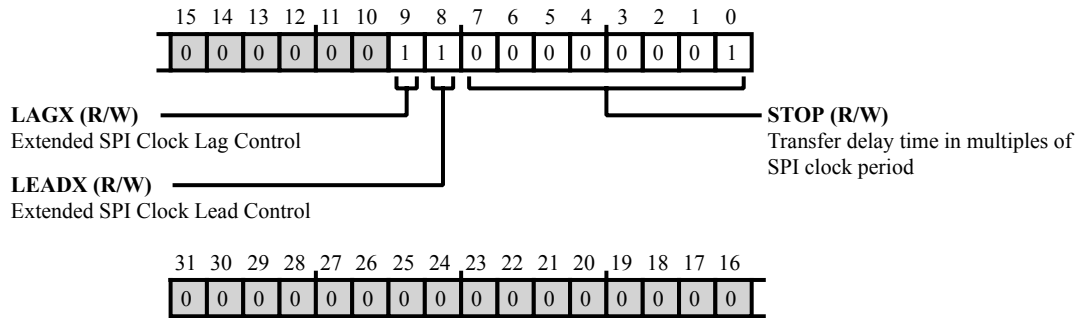 15 14 13 12 11 10 9 8 7 6 5 4 3 2 1 0
0 0 0 0 0 0 1 1 0 0 0 0 0 0 0 1
LAGX (R/W)
Extended SPI Clock Lag Control
LEADX (R/W)
Extended SPI Clock Lead Control
STOP (R/W)
Transfer delay time in multiples of
SPI clock period
31 30 29 28 27 26 25 24 23 22 21 20 19 18 17 16
0 0 0 0 0 0 0 0 0 0 0 0 0 0 0 0